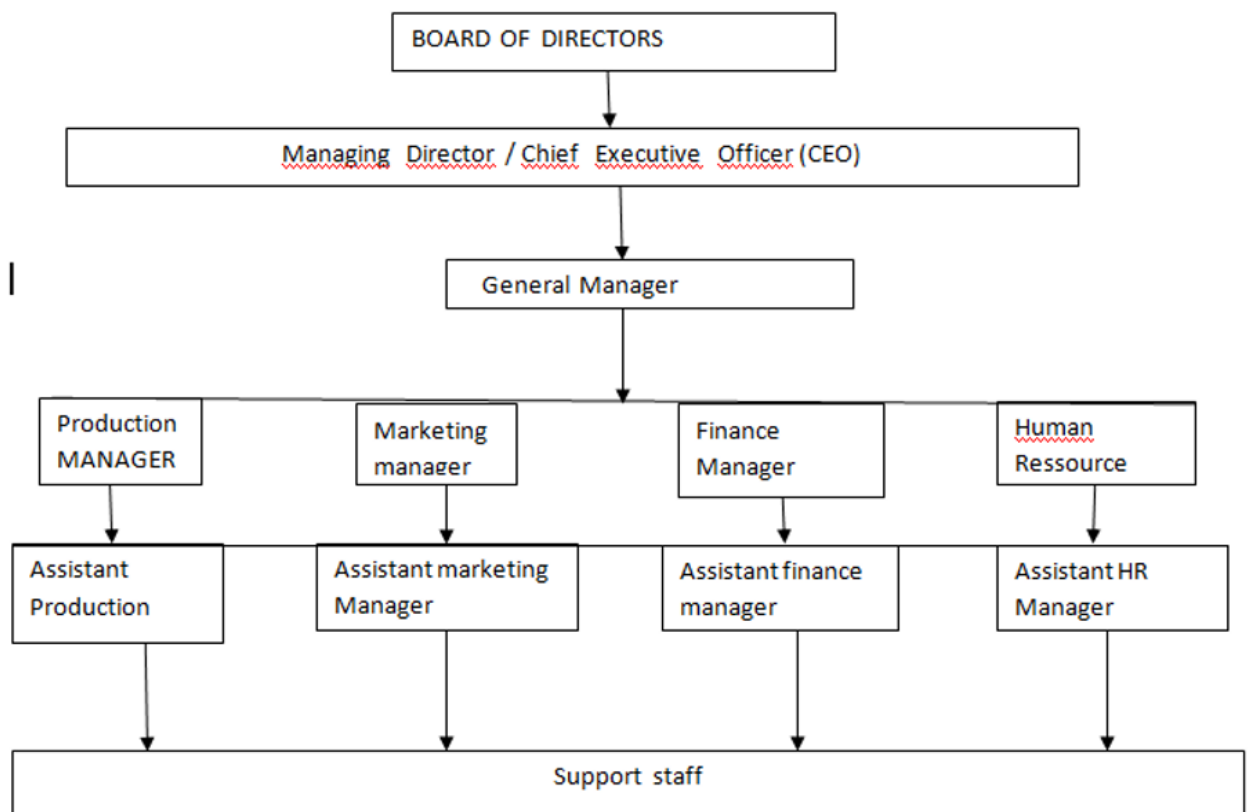 BOARD OF DIRECTORS
Managing Director / Chief Executive Officer (CEO)
General Manager
Production
MANAGER
Marketing
manager
Finance
Manager
Human
Ressource
Assistant
Production
Assistant marketing
Manager
Assistant finance
manager
Assistant HR
Manager
Support staff